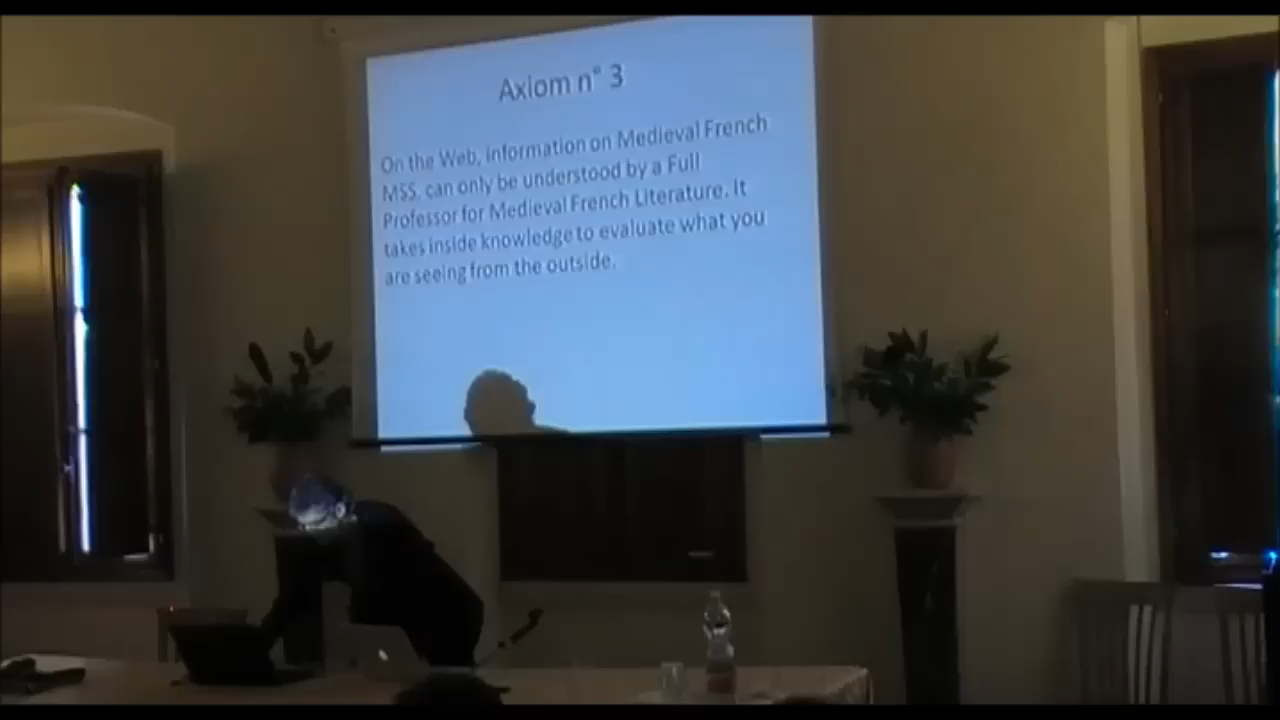 Axiom n° 3
On the Web, information on Medieval French
MSS. can only be understood by a Full
Professor for Medieval French Literature. It
takes inside knowledge to evaluate what you
are seeing from the outside.